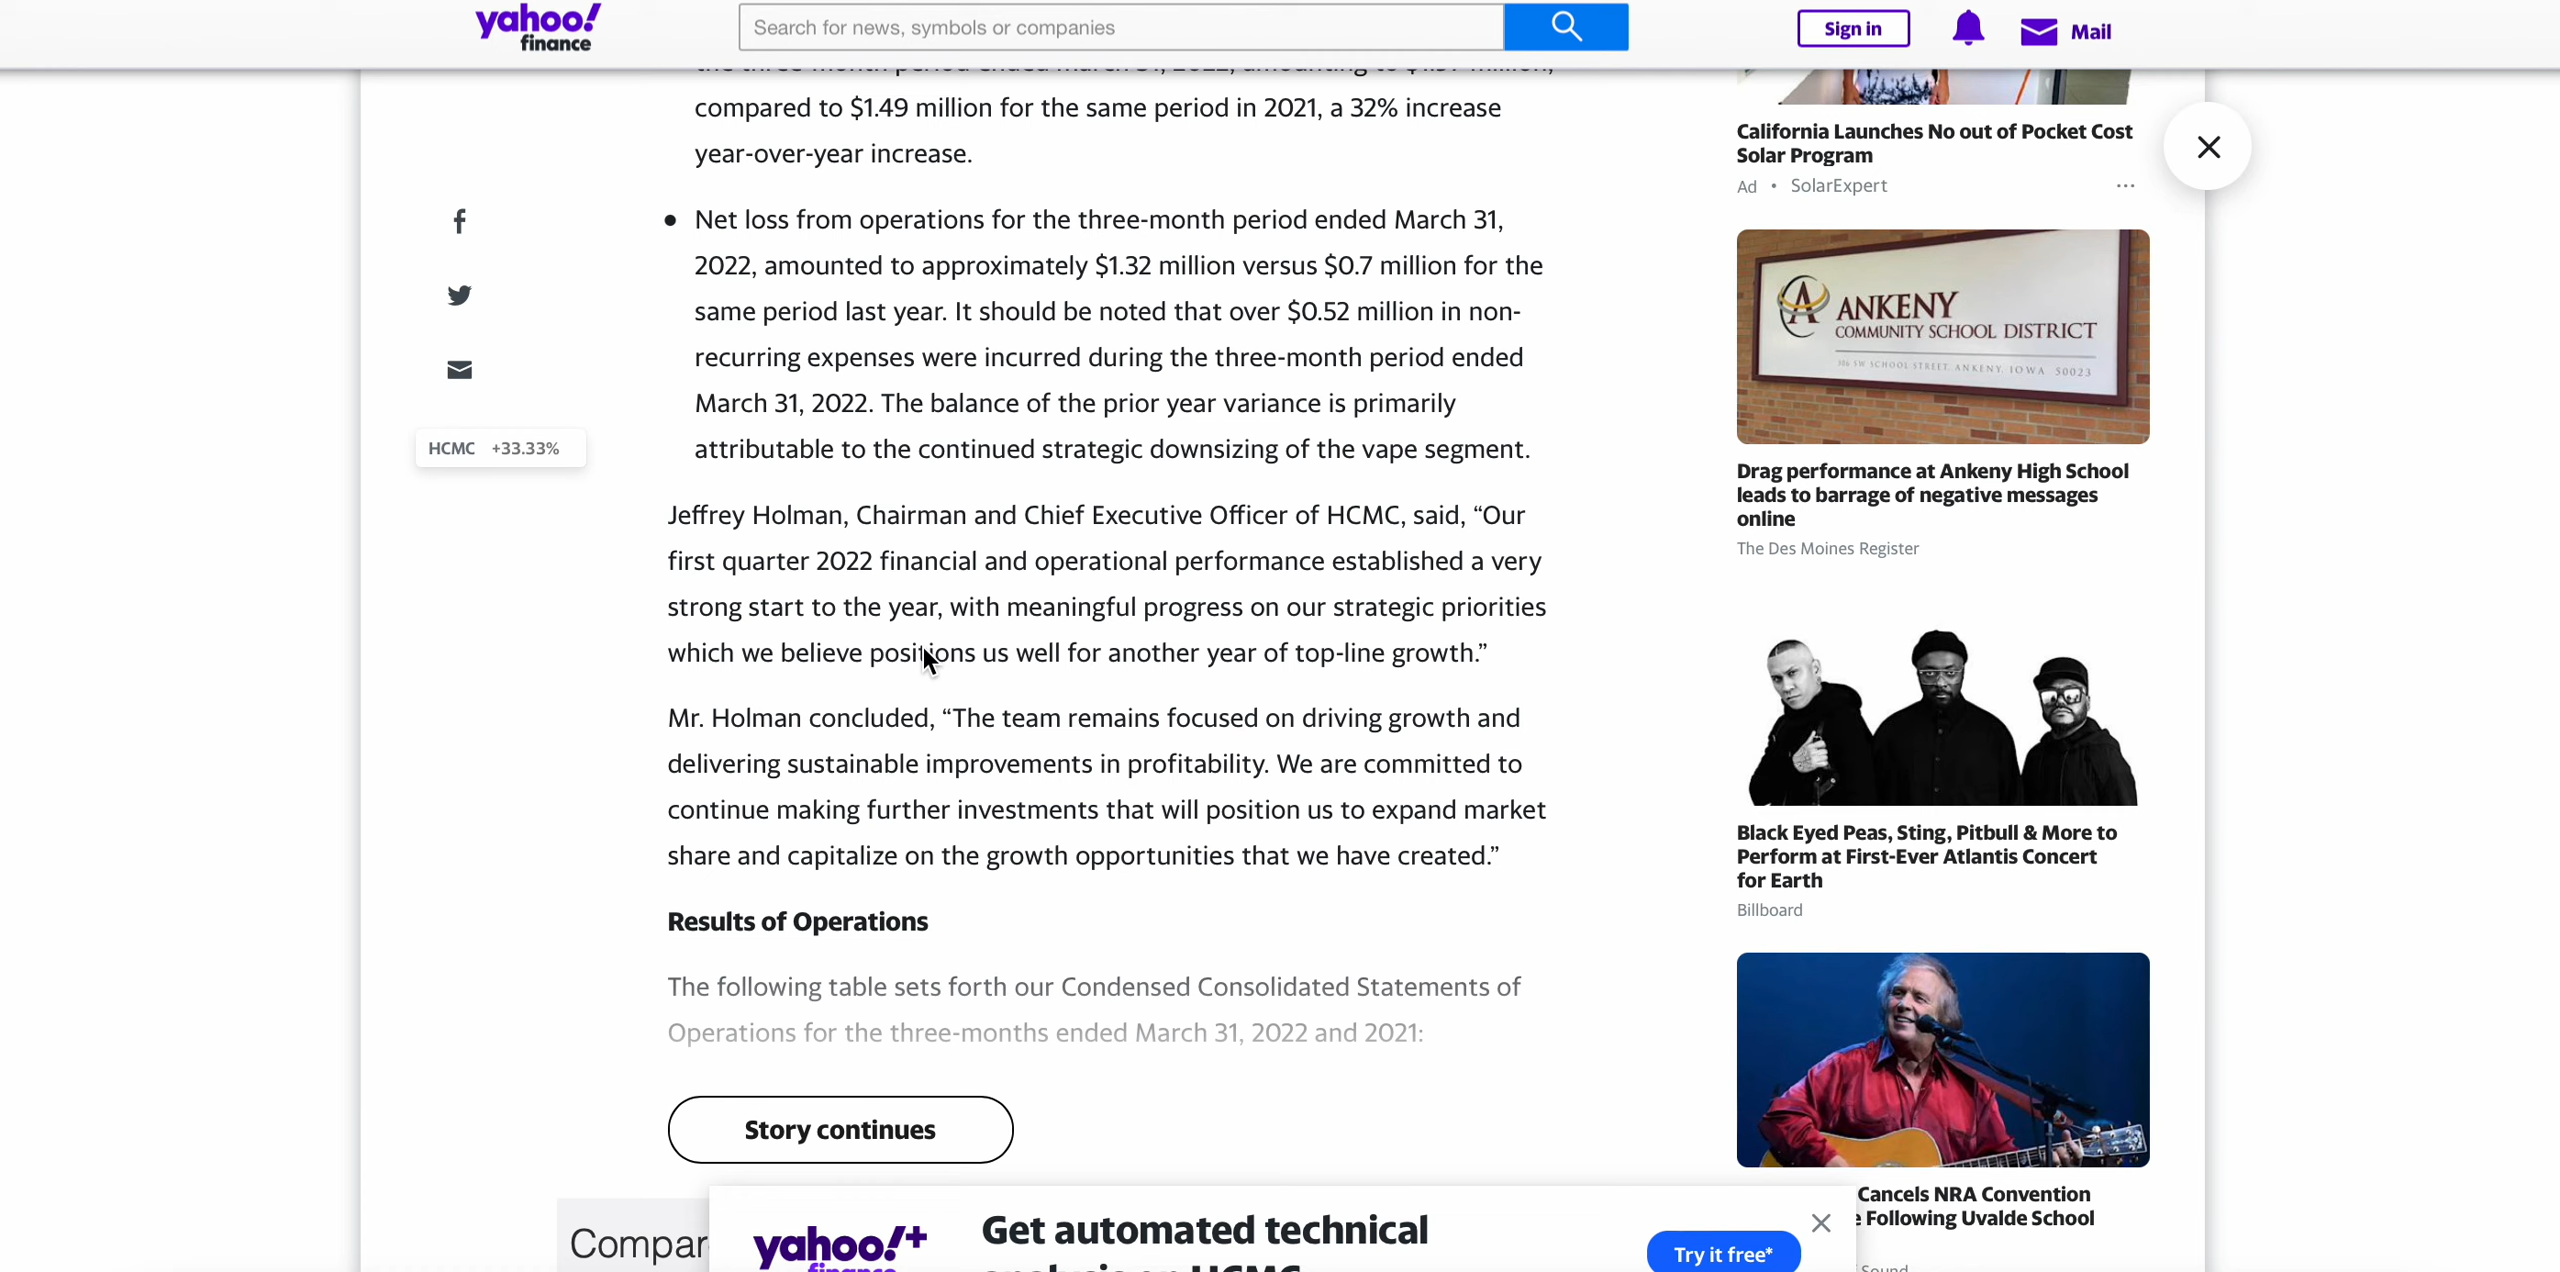 yahoo!
finance
Search for news, symbols or companies
Sign in
Mail
compared to $1.49 million for the same period in 2021, a 32% increase
year-over-year increase.
• Net loss from operations for the three-month period ended March 31,
2022, amounted to approximately $1.32 million versus $0.7 million for the
same period last year. It should be noted that over $0.52 million in non-
recurring expenses were incurred during the three-month period ended
March 31, 2022. The balance of the prior year variance is primarily
attributable to the continued strategic downsizing of the vape segment.
HCMC +33.33%
Jeffrey Holman, Chairman and Chief Executive Officer of HCMC, said, “Our
first quarter 2022 financial and operational performance established a very
strong start to the year, with meaningful progress on our strategic priorities
which we believe positions us well for another year of top-line growth.”
Mr. Holman concluded, “The team remains focused on driving growth and
delivering sustainable improvements in profitability. We are committed to
continue making further investments that will position us to expand market
share and capitalize on the growth opportunities that we have created.”
Results of Operations
The following table sets forth our Condensed Consolidated Statements of
Operations for the three-months ended March 31, 2022 and 2021:
Story continues
California Launches No out of Pocket Cost
Solar Program
Ad • SolarExpert
ANKENY
COMMUNITY SCHOOL DISTRICT
306 SW SCHOOL STREET, ANKENY, IOWA 50023
Drag performance at Ankeny High School
leads to barrage of negative messages
online
The Des Moines Register
Black Eyed Peas, Sting, Pitbull & More to
Perform at First-Ever Atlantis Concert
for Earth
Billboard
Cancels NRA Convention
Following Uvalde School
Sound
Compar
yahoo!+
finance
Get automated technical
Try it free*